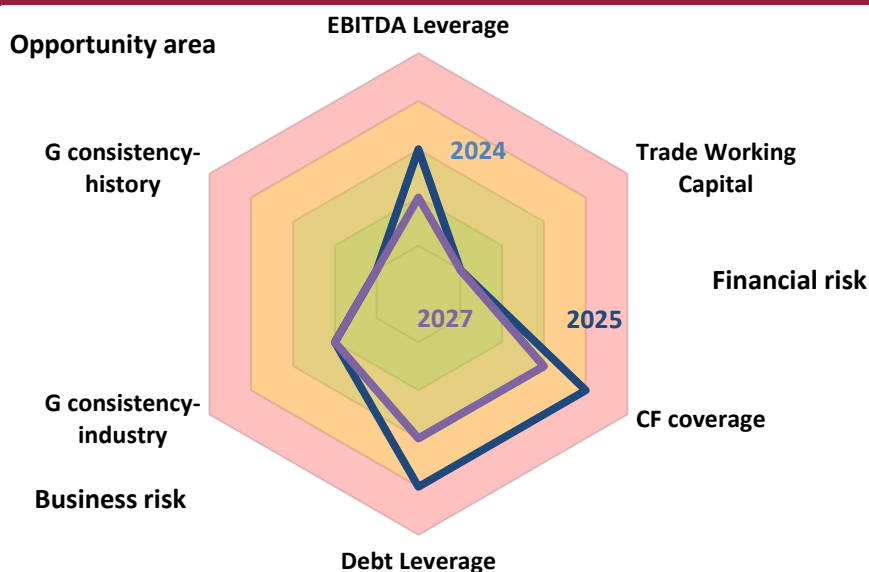 EBITDA Leverage
Opportunity area
2024
G consistency-
history
Trade Working
Capital
Financial risk
2027
2025
G consistency-
industry
CF coverage
Business risk
Debt Leverage